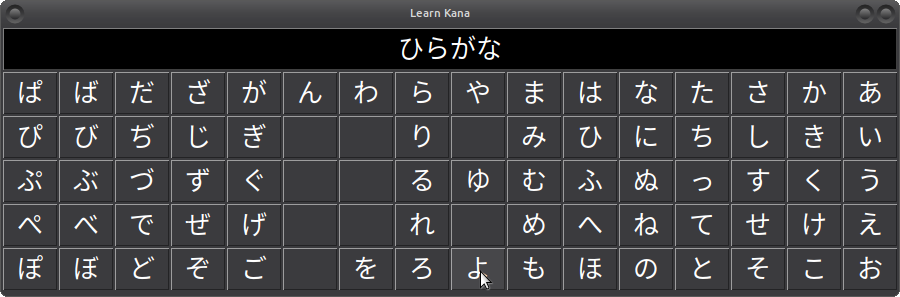 Learn Kana
ひらがな
ぱ ば だ ざ が ん わ ら や ま は な た さ か あ
ぴ び ぢ じ ぎ り み ひ に ち し き い
ぷ ぶ づ ず ぐ る ゆ む ふ ぬ っ す く う
ぺ べ で ぜ げ れ め へ ね て せ け え
ぽ ぼ ど ぞ ご を ろ よ も ほ の と そ こ お